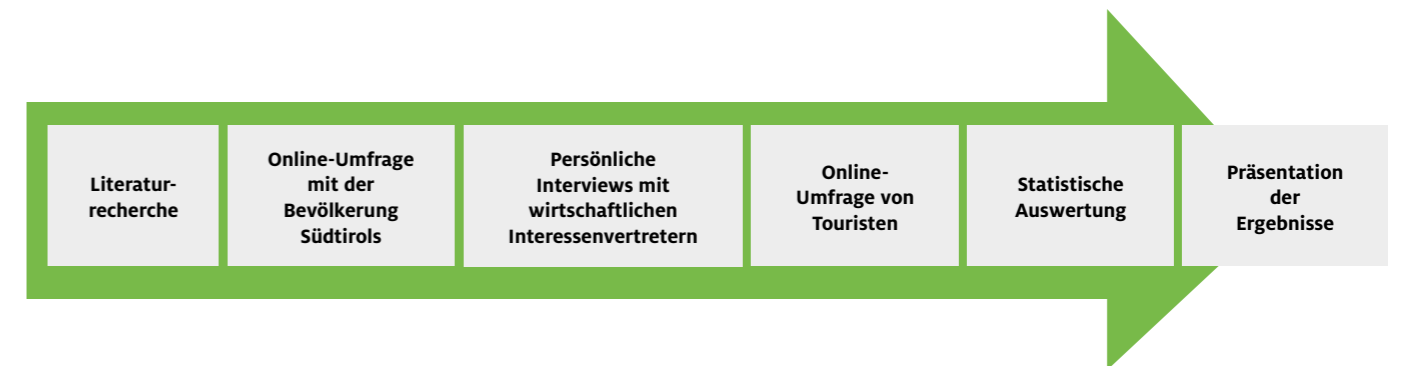 Literatur-
recherche
Online-Umfrage
mit der
Bevölkerung
Südtirols
Persönliche
Interviews mit
wirtschaftlichen
Interessenvertretern
Online-
Umfrage von
Touristen
Statistische
Auswertung
Präsentation
der
Ergebnisse